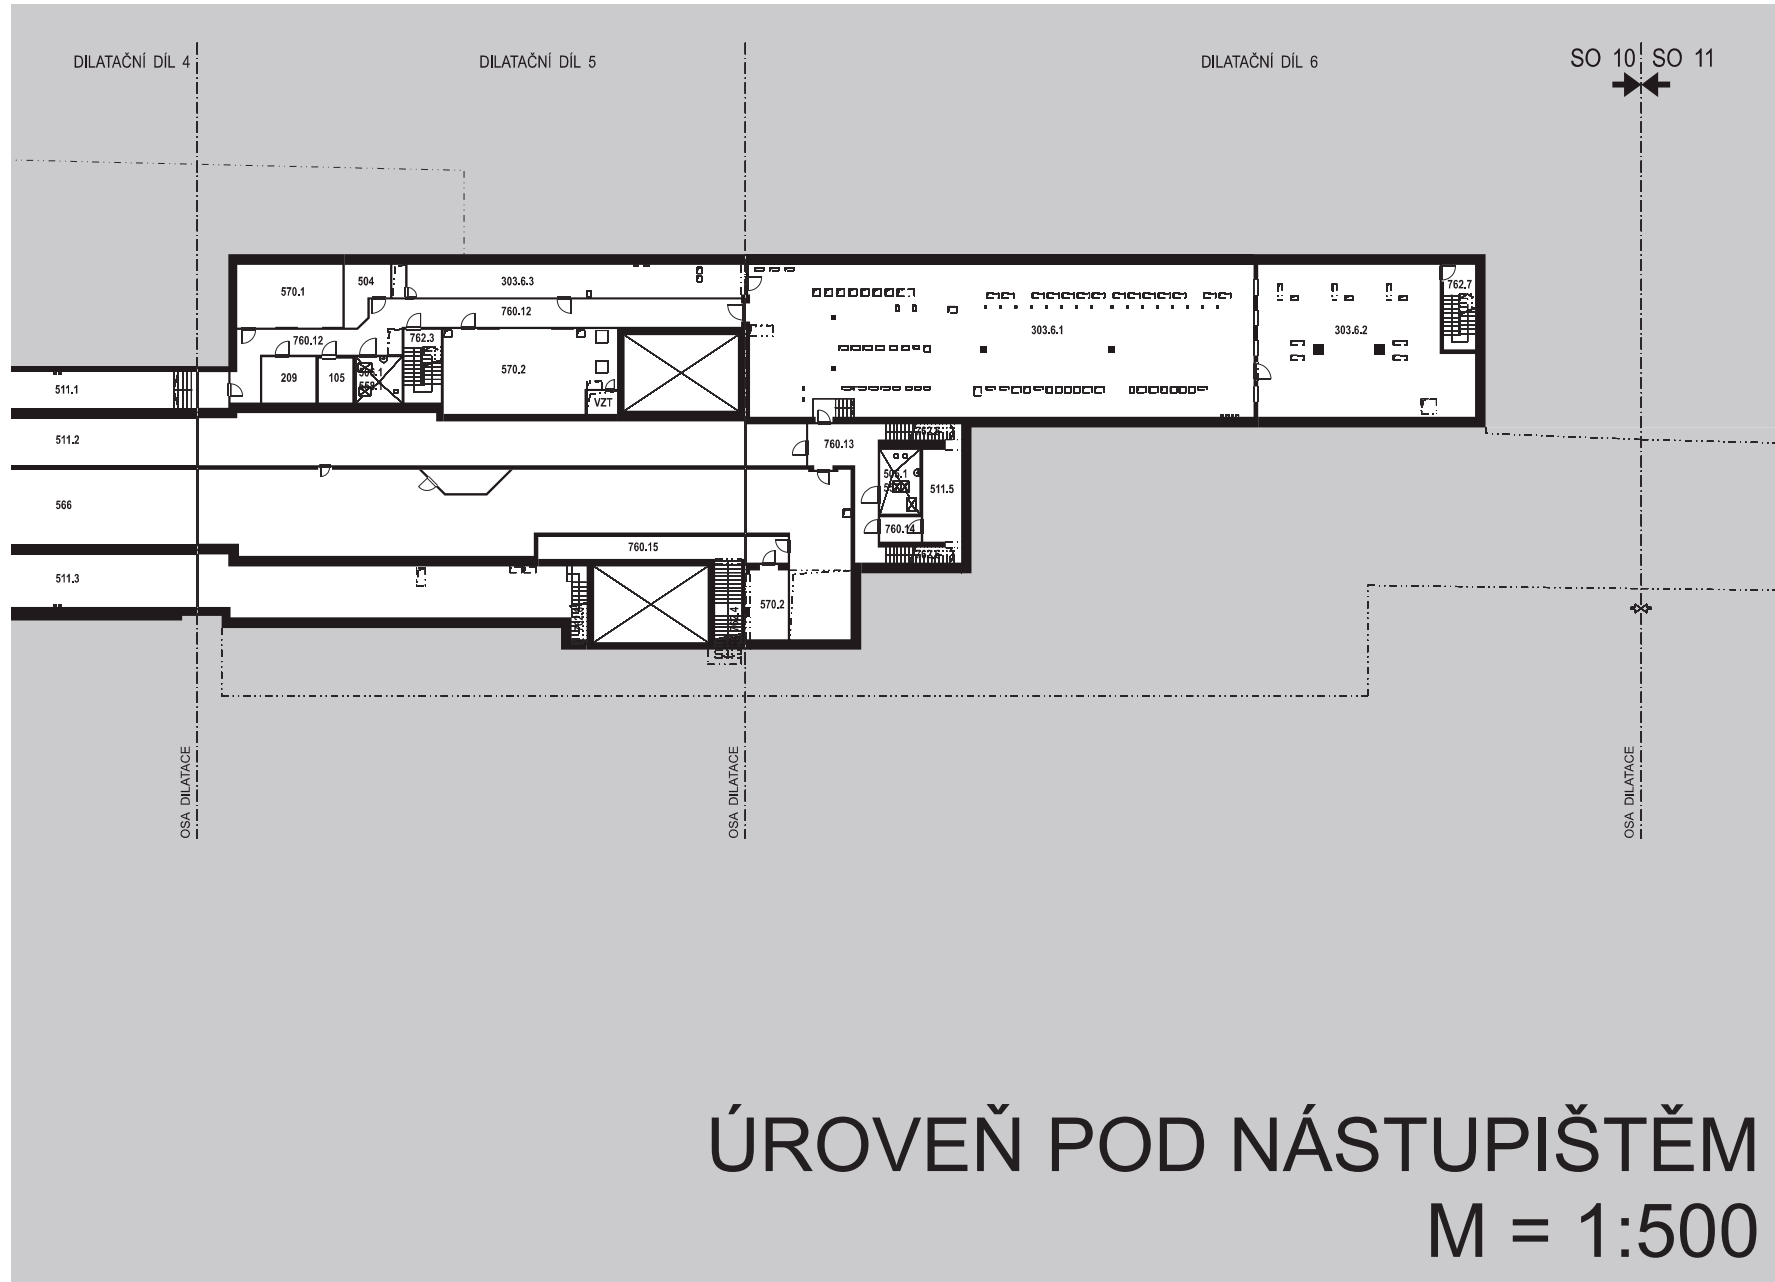 DILATAČNÍ DÍL 4
DILATAČNÍ DÍL 5
DILATAČNÍ DÍL 6
SO 10 SO 11
570.1
504
303.6.3
760.12
760.12
762.3
209
105
570.2
VZT
303.6.1
303.6.2
762.7
511.1
511.2
566
511.3
760.13
511.5
760.14
760.15
570.2
OSA DILATACE
OSA DILATACE
OSA DILATACE
ÚROVEŇ POD NÁSTUPIŠTĚM
M = 1:500